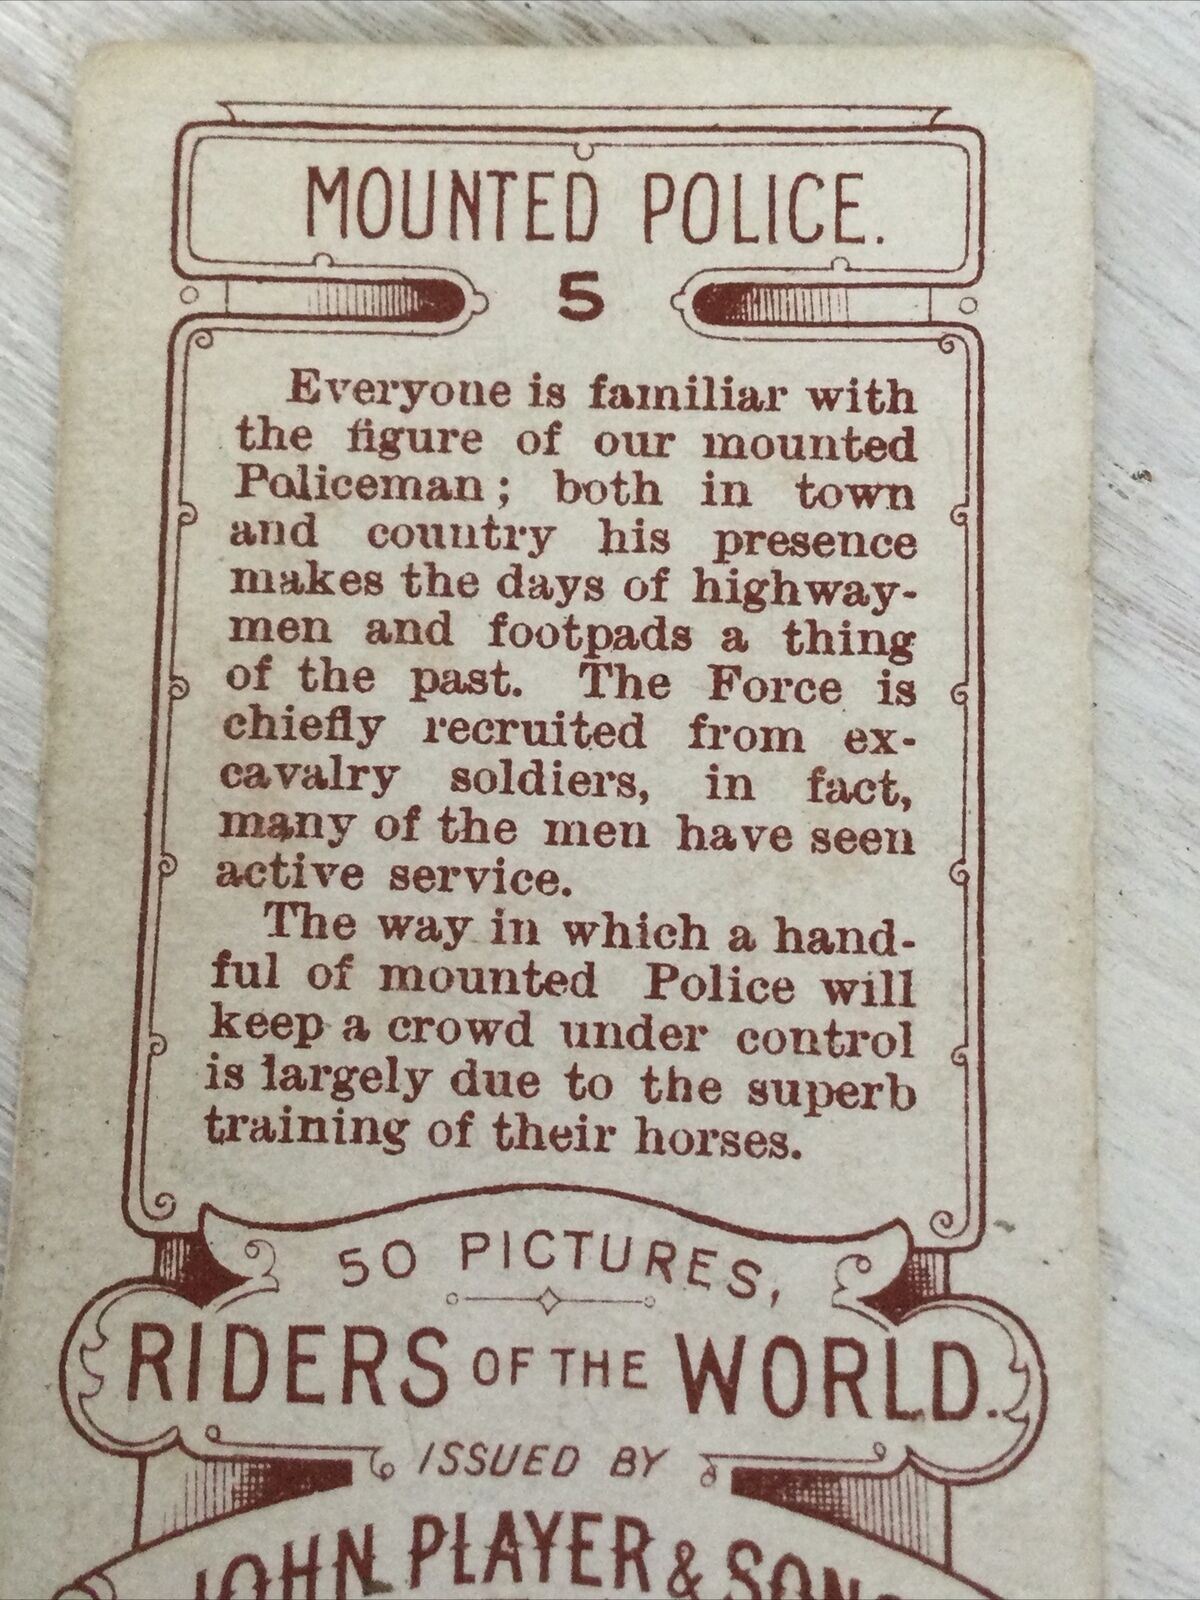 MOUNTED POLICE.
5
Everyone is familiar with
the figure of our mounted
Policeman; both in town
and country his presence
makes the days of highway-
men and footpads a thing
of the past. The Force is
chiefly recruited from ex-
cavalry soldiers, in fact,
many of the men have seen
active service.
The way in which a hand-
ful of mounted Police will
keep a crowd under control
is largely due to the superb
training of their horses.
50 PICTURES,
RIDERS OF THE WORLD.
ISSUED BY
JOHN PLAYER & SONS